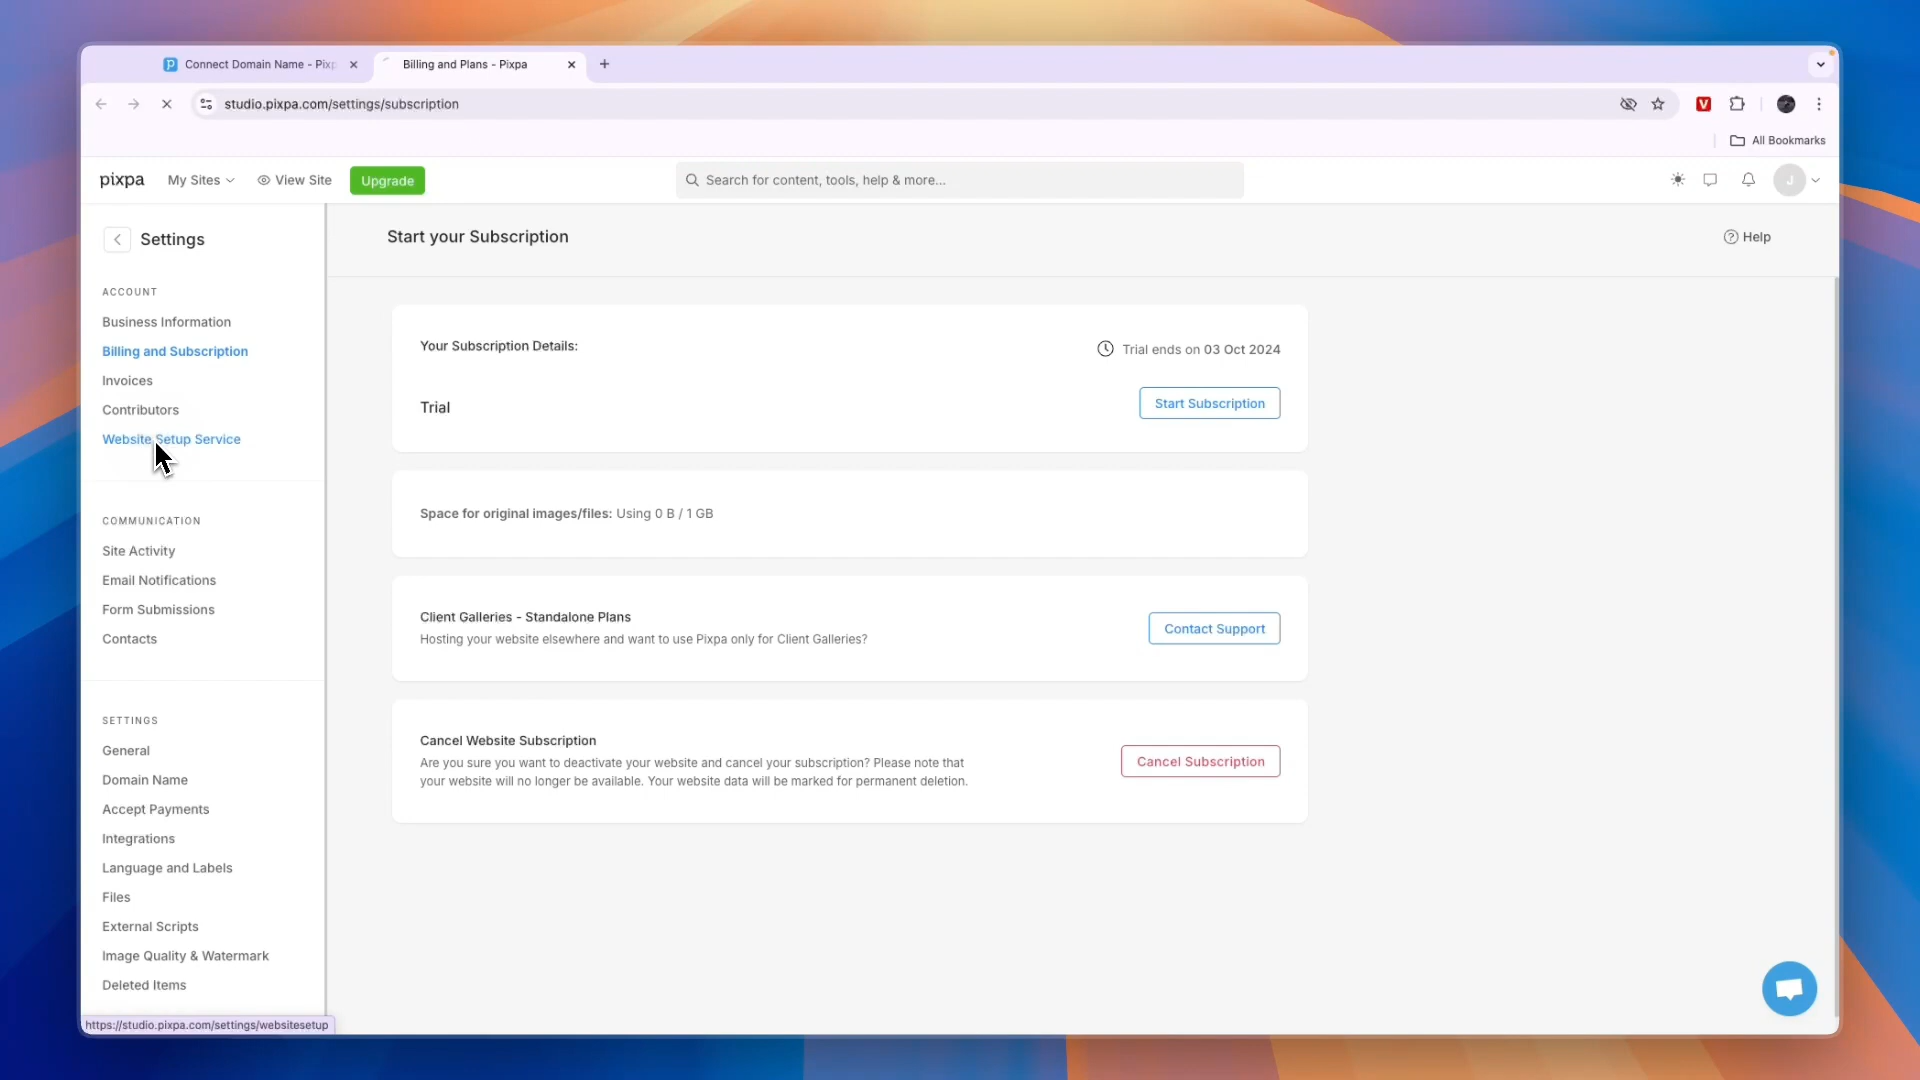 Connect Domain Name - Pix
Billing and Plans - Pixpa
studio.pixpa.com/settings/subscription
V
All Bookmarks
pixpa
My Sites
View Site
Upgrade
Search for content, tools, help & more...
J
Settings
Start your Subscription
Help
ACCOUNT
Business Information
Billing and Subscription
Invoices
Contributors
Website Setup Service
Your Subscription Details:
Trial ends on 03 Oct 2024
Trial
Start Subscription
Space for original images/files: Using 0 B / 1 GB
COMMUNICATION
Site Activity
Email Notifications
Form Submissions
Contacts
Client Galleries - Standalone Plans
Hosting your website elsewhere and want to use Pixpa only for Client Galleries?
Contact Support
SETTINGS
General
Domain Name
Accept Payments
Integrations
Language and Labels
Files
External Scripts
Image Quality & Watermark
Deleted Items
Cancel Website Subscription
Are you sure you want to deactivate your website and cancel your subscription? Please note that
your website will no longer be available. Your website data will be marked for permanent deletion.
Cancel Subscription
https://studio.pixpa.com/settings/websitesetup